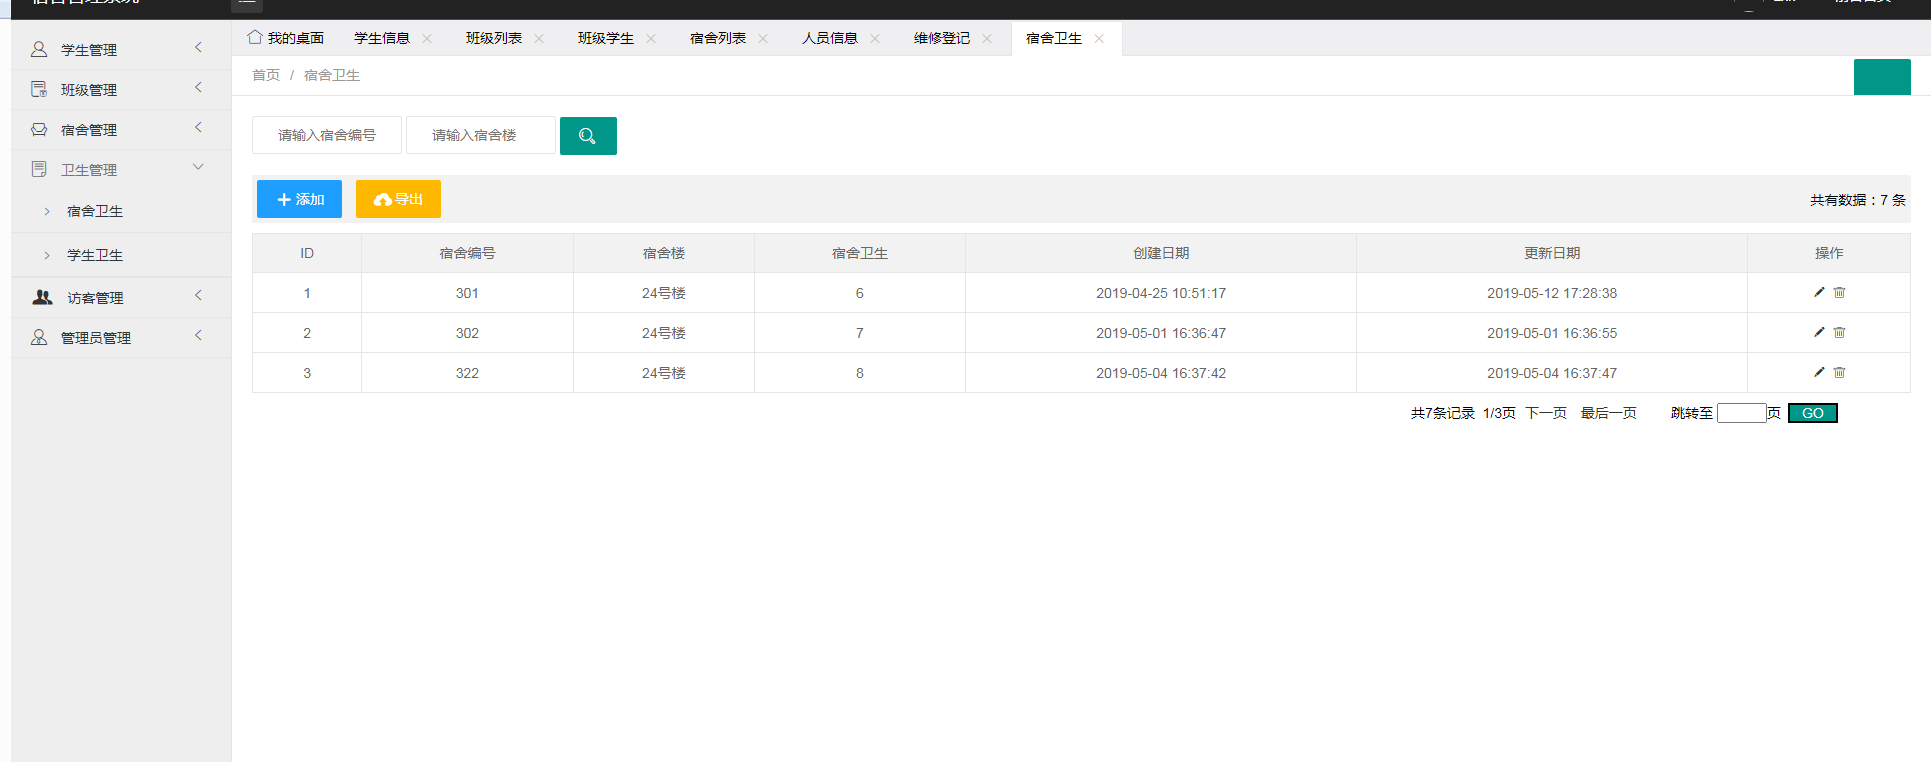 我的桌面 学生信息 班级列表 班级学生 宿舍列表 人员信息 维修登记 宿舍卫生
首页 / 宿舍卫生
学生管理
班级管理
宿舍管理
卫生管理
宿舍卫生
学生卫生
访客管理
管理员管理
请输入宿舍编号 请输入宿舍楼
添加 导出 共有数据：7 条
ID 宿舍编号 宿舍楼 宿舍卫生 创建日期 更新日期 操作
1 301 24号楼 6 2019-04-25 10:51:17 2019-05-12 17:28:38
2 302 24号楼 7 2019-05-01 16:36:47 2019-05-01 16:36:55
3 322 24号楼 8 2019-05-04 16:37:42 2019-05-04 16:37:47
共7条记录 1/3页 下一页 最后一页 跳转至 页 GO